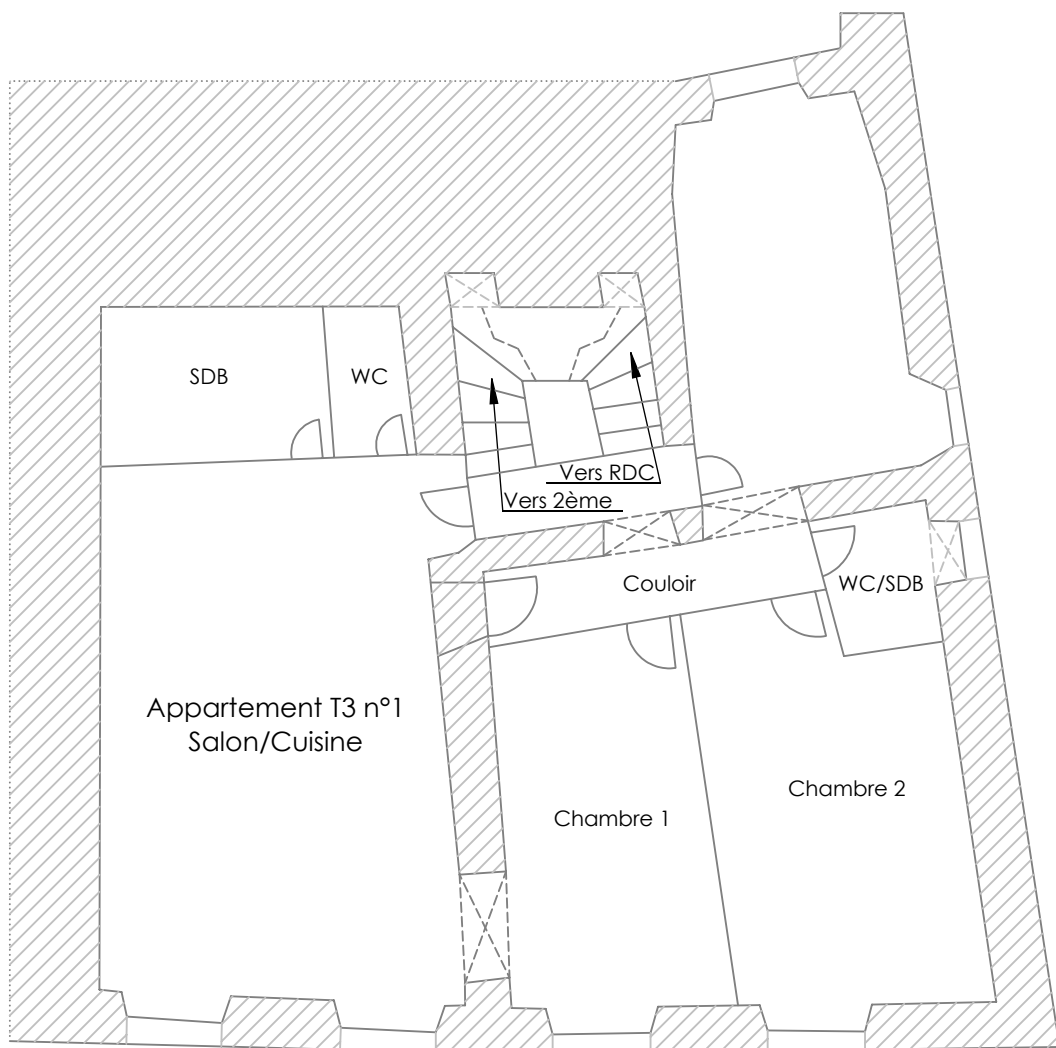 SDB
WC
Vers RDC
Vers 2ème
Couloir
WC/SDB
Appartement T3 n°1
Salon/Cuisine
Chambre 2
Chambre 1